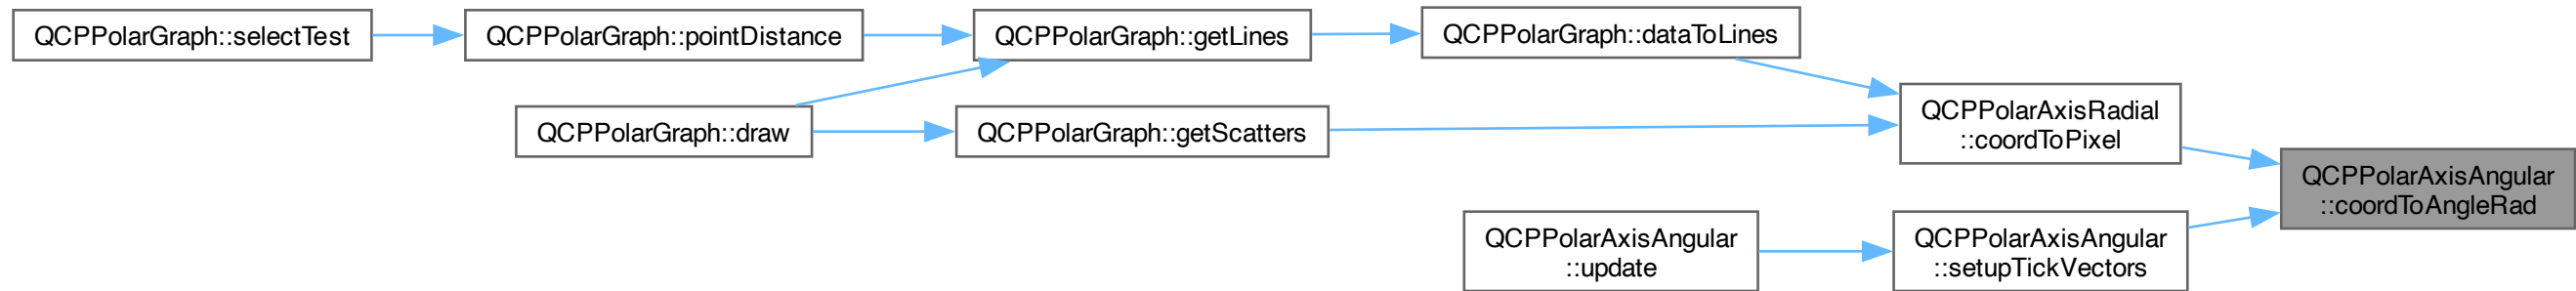 QCPPolarGraph::selectTest
QCPPolarGraph::pointDistance
QCPPolarGraph::getLines
QCPPolarGraph::dataToLines
QCPPolarGraph::draw
QCPPolarGraph::getScatters
QCPPolarAxisRadial
::coordToPixel
QCPPolarAxisAngular
::coordToAngleRad
QCPPolarAxisAngular
::update
QCPPolarAxisAngular
::setupTickVectors